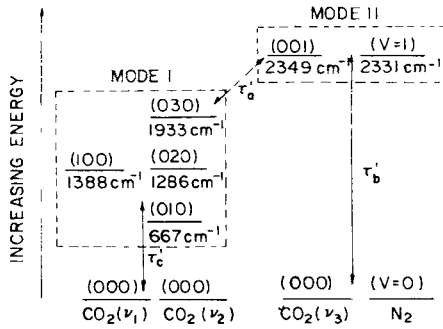 MODE II
(001) (V=1)
2349 cm⁻¹ 2331 cm⁻¹
MODE I
τ'a
(030)
1933 cm⁻¹
(100) (020)
1388 cm⁻¹ 1286 cm⁻¹
(010)
667 cm⁻¹
τ'b
τ'c
(000) (000) (000) (V=0)
CO₂(ν₁) CO₂(ν₂) CO₂(ν₃) N₂
INCREASING ENERGY